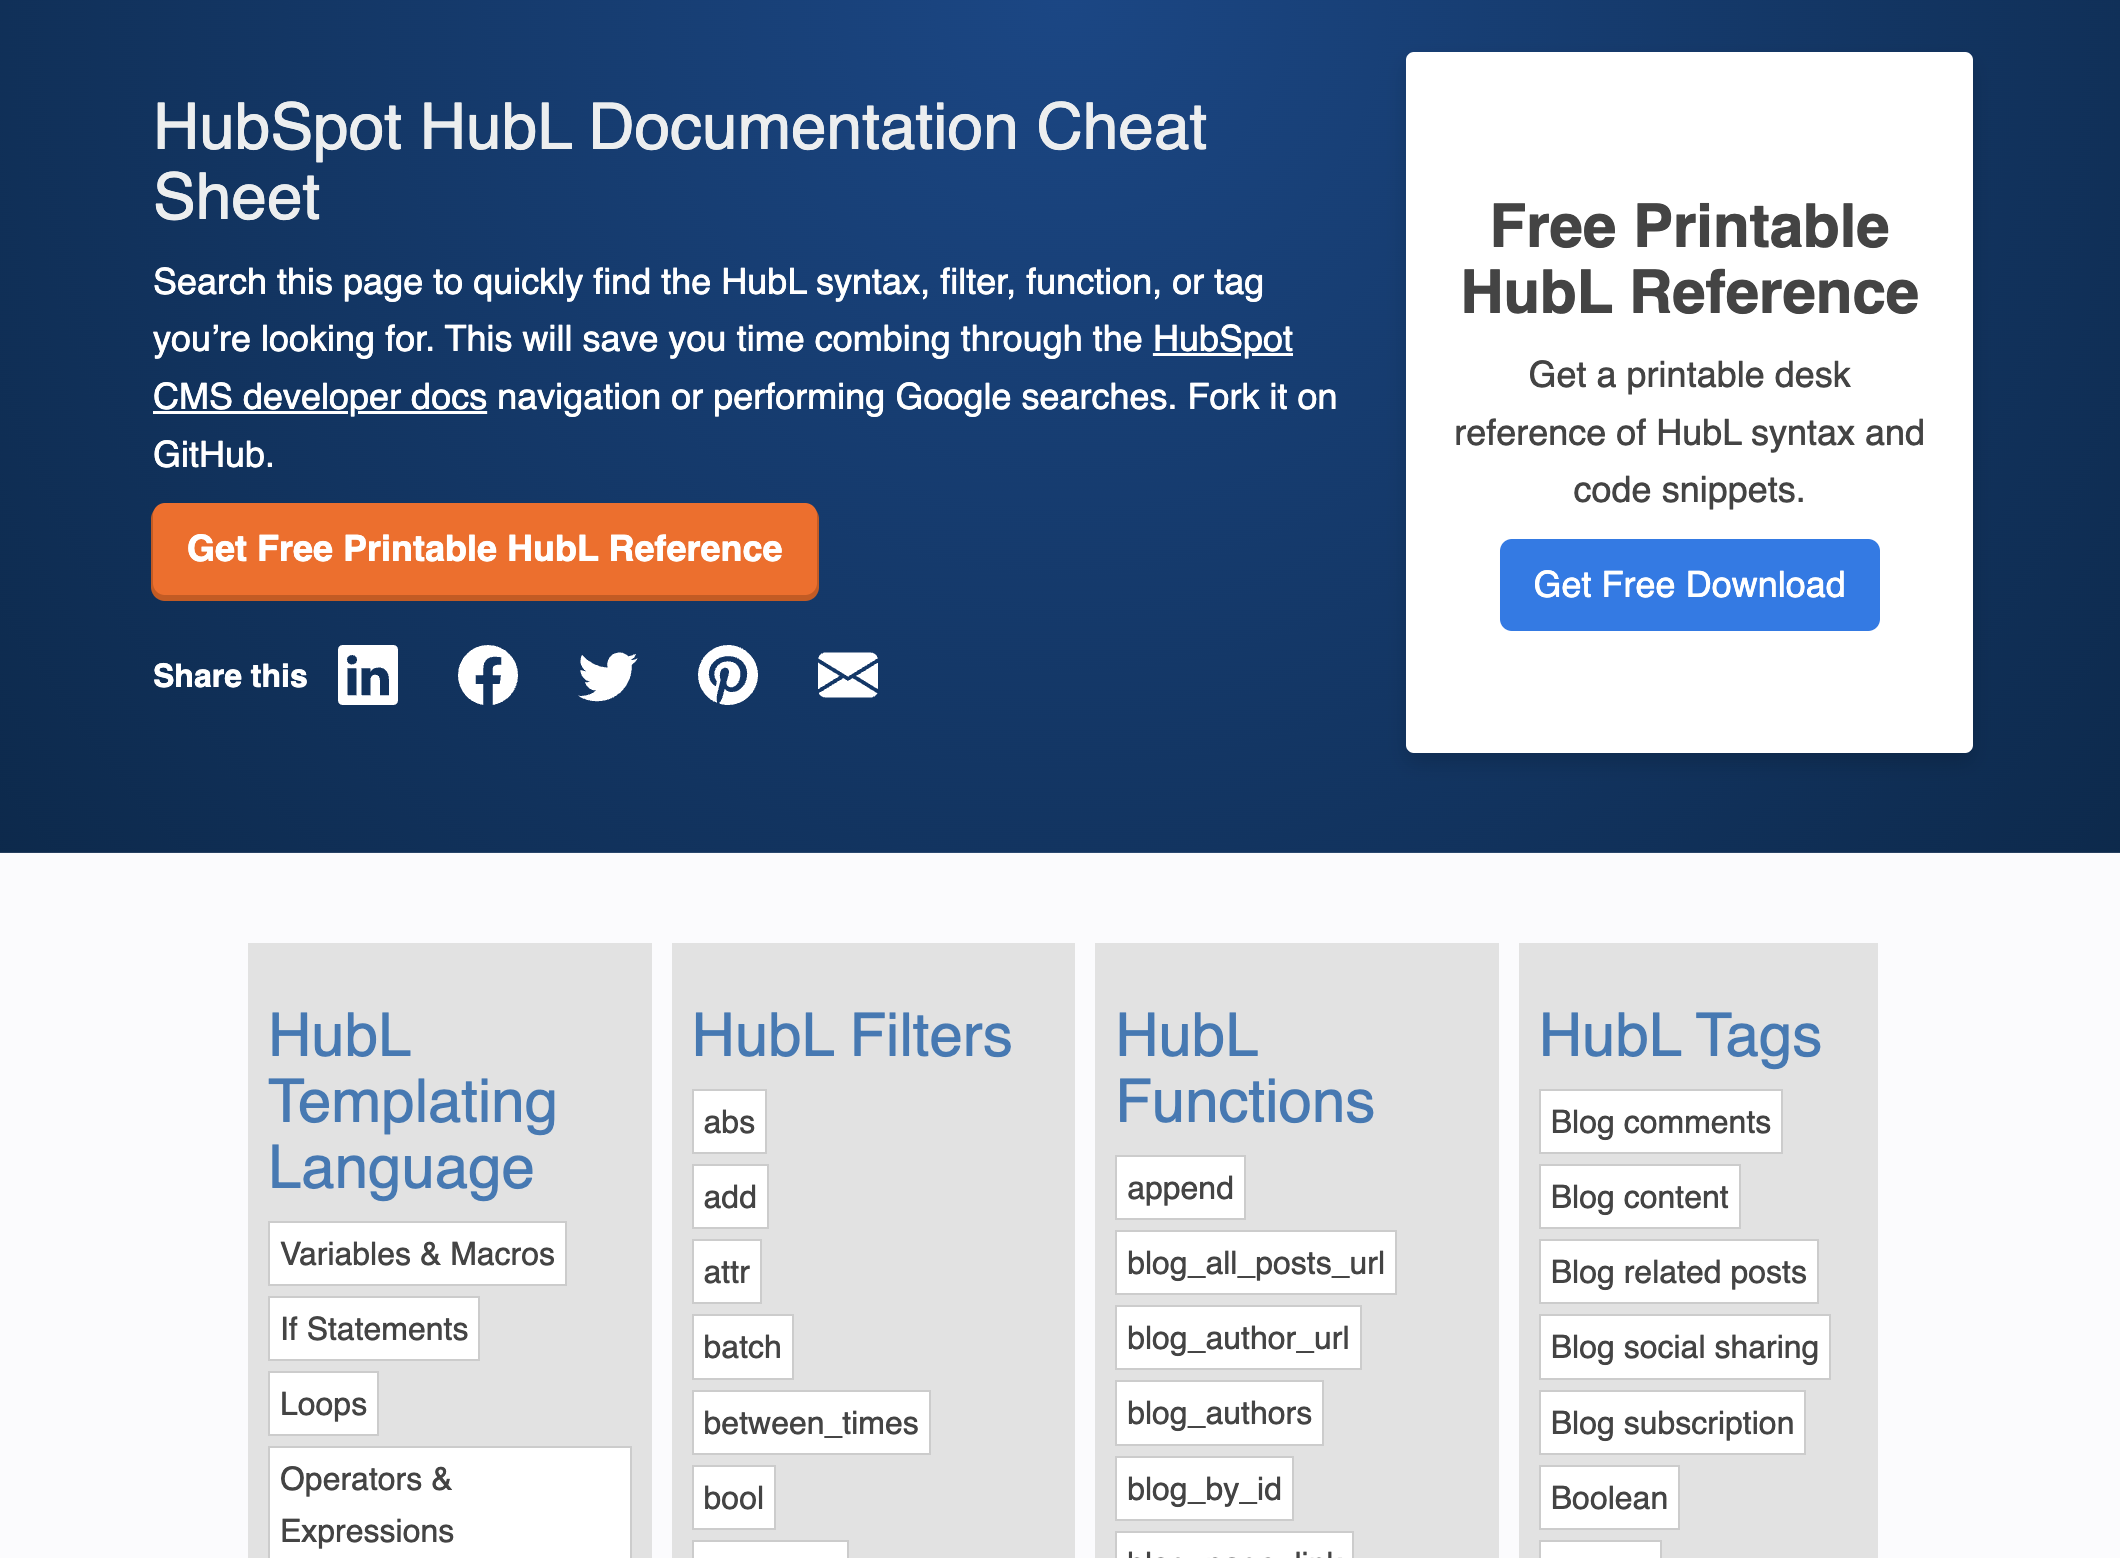 HubSpot HubL Documentation Cheat
Sheet
Search this page to quickly find the HubL syntax, filter, function, or tag
you’re looking for. This will save you time combing through the HubSpot
CMS developer docs navigation or performing Google searches. Fork it on
GitHub.
Get Free Printable HubL Reference
Share this
Free Printable
HubL Reference
Get a printable desk
reference of HubL syntax and
code snippets.
Get Free Download
HubL
Templating
Language
Variables & Macros
If Statements
Loops
Operators &
Expressions
HubL Filters
abs
add
attr
batch
between_times
bool
HubL
Functions
append
blog_all_posts_url
blog_author_url
blog_authors
blog_by_id
HubL Tags
Blog comments
Blog content
Blog related posts
Blog social sharing
Blog subscription
Boolean